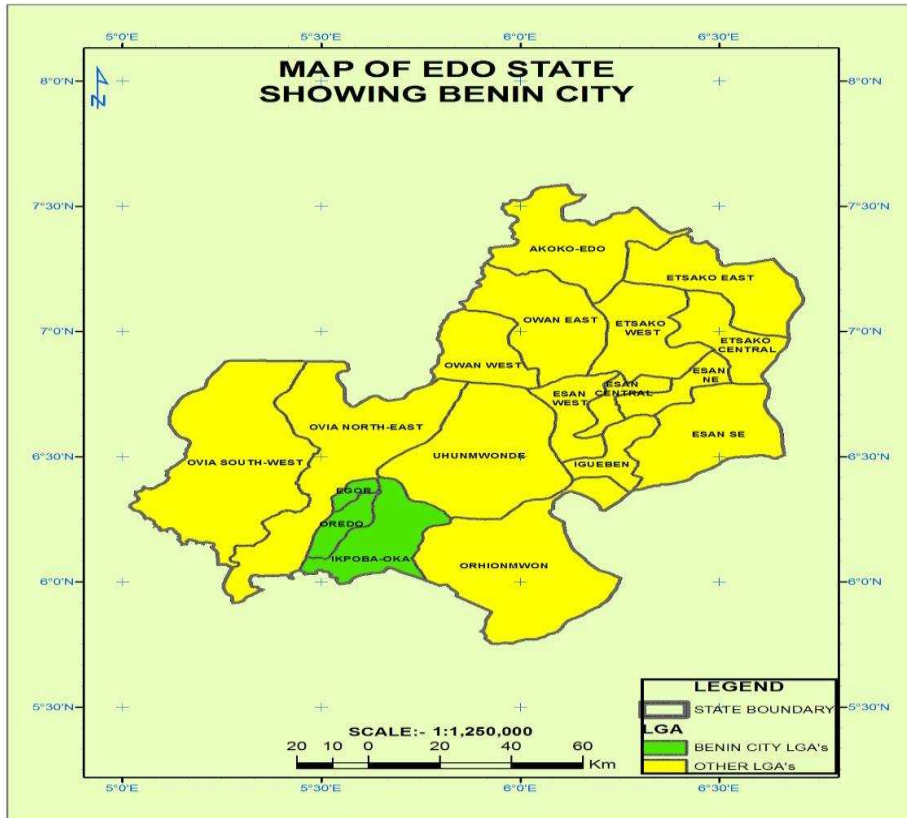 5°0'E 5°30'E 6°0'E 6°30'E
MAP OF EDO STATE
SHOWING BENIN CITY
N
8°0'N 8°0'N
7°30'N 7°30'N
AKOKO-EDO
ETSAKO EAST
OWAN EAST
ETSAKO
WEST
7°0'N 7°0'N
ETSAKO
CENTRAL
OWAN WEST
ESAN
NE
ESAN
CENTRAL
ESAN
WEST
OVIA NORTH-EAST
ESAN SE
UHUNMWONDE
6°30'N 6°30'N
OVIA SOUTH-WEST
IGUEBEN
EGOR
OREDO
IKPOBA-OKA
ORHIONMWON
6°0'N 6°0'N
5°30'N 5°30'N
LEGEND
STATE BOUNDARY
LGA
BENIN CITY LGA's
OTHER LGA's
SCALE:- 1:1,250,000
20 10 0 20 40 60
Km
5°0'E 5°30'E 6°0'E 6°30'E